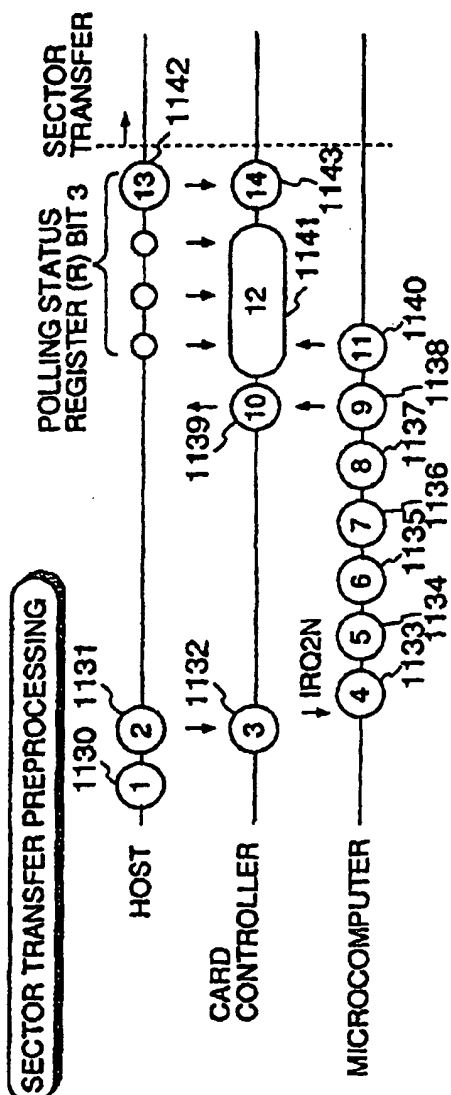 SECTOR TRANSFER PREPROCESSING
POLLING STATUS
REGISTER (R) BIT 3
SECTOR
TRANSFER
1130
1131
HOST
1
2
13
1142
1132
1139
CARD
CONTROLLER
3
10
12
14
1141
1143
IRQ2N
MICROCOMPUTER
4
5
6
7
8
9
11
1133
1134
1135
1136
1137
1138
1140